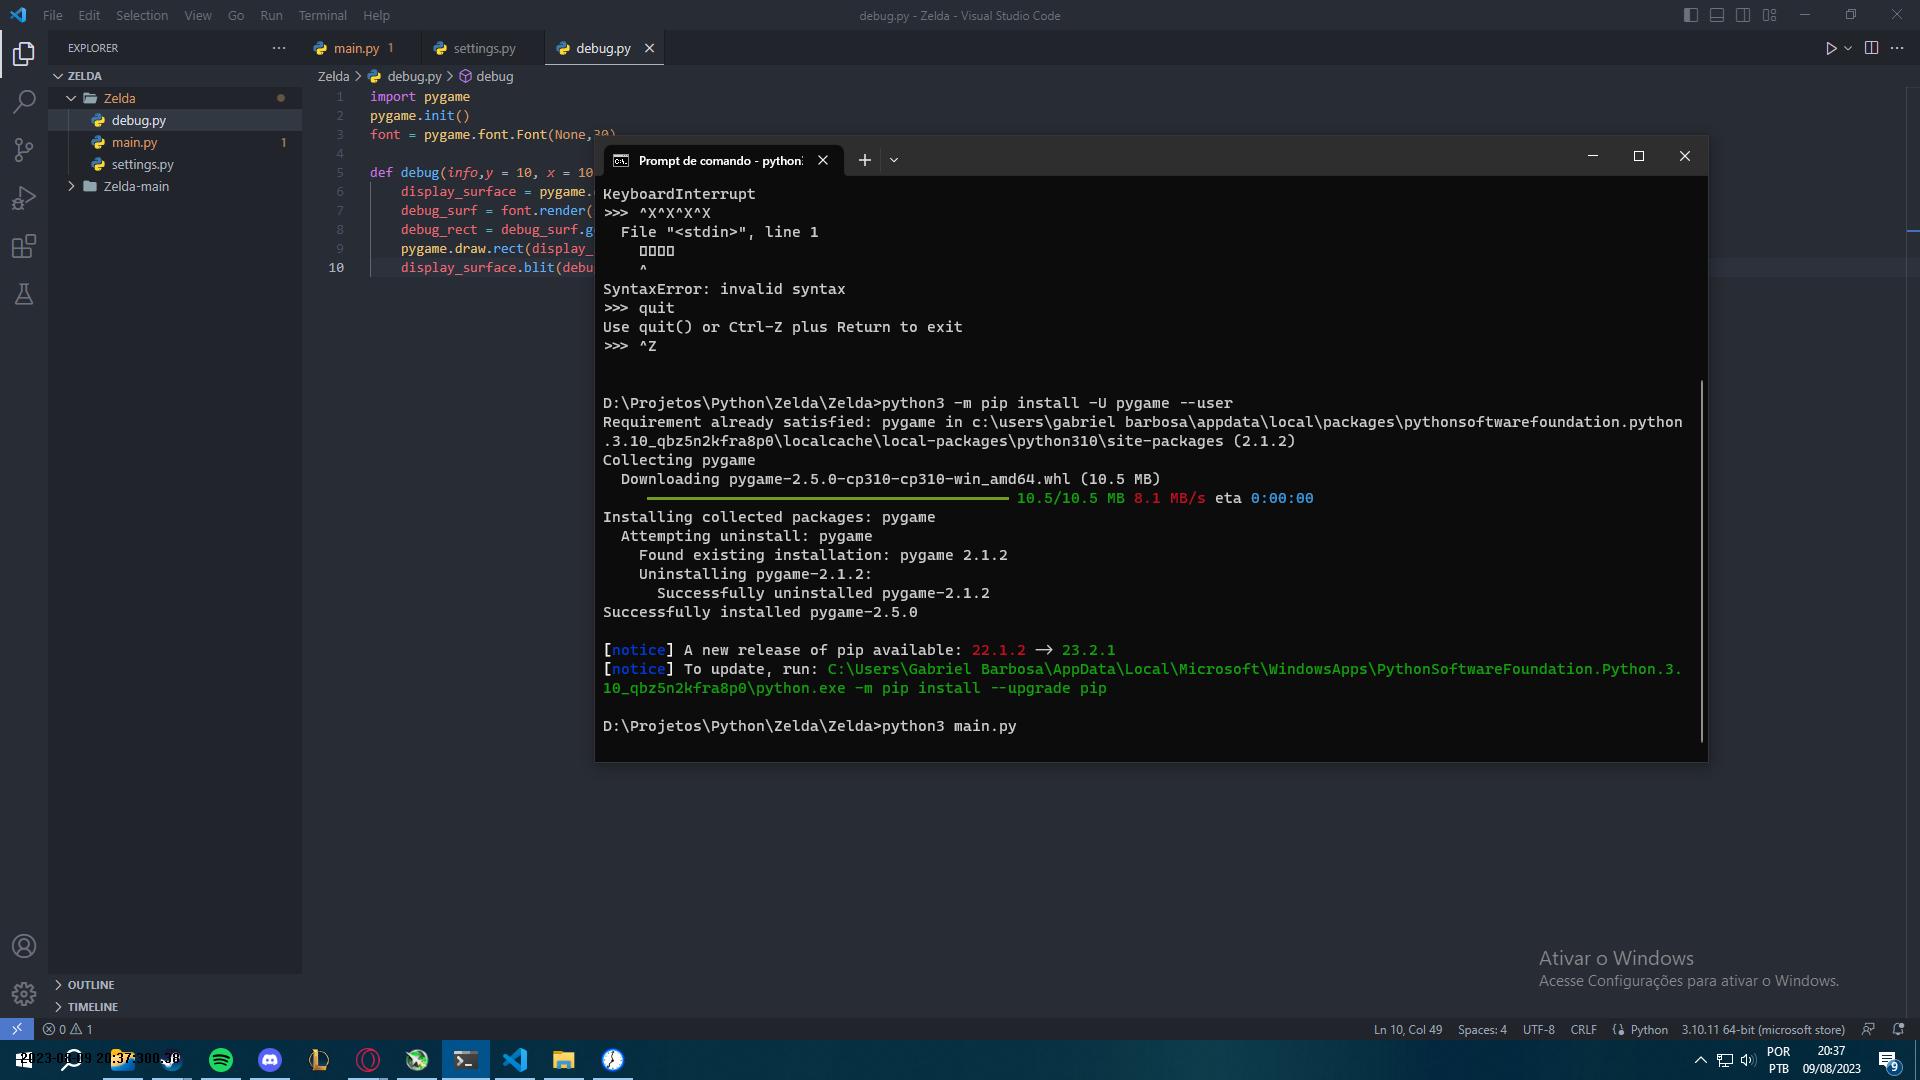 File Edit Selection View Go Run Terminal Help
debug.py - Zelda - Visual Studio Code
EXPLORER
ZELDA
Zelda
debug.py
main.py 1
settings.py
Zelda-main
OUTLINE
TIMELINE
main.py 1 settings.py debug.py
Zelda > debug.py > debug
1 import pygame
2 pygame.init()
3 font = pygame.font.Font(None,30)
4
5 def debug(info,y = 10, x = 10
6 display_surface = pygame.
7 debug_surf = font.render(
8 debug_rect = debug_surf.g
9 pygame.draw.rect(display_
10 display_surface.blit(debu
Prompt de comando - python
KeyboardInterrupt
>>> ^X^X^X^X
File "<stdin>", line 1
^
SyntaxError: invalid syntax
>>> quit
Use quit() or Ctrl-Z plus Return to exit
>>> ^Z
D:\Projetos\Python\Zelda\Zelda>python3 -m pip install -U pygame --user
Requirement already satisfied: pygame in c:\users\gabriel barbosa\appdata\local\packages\pythonsoftwarefoundation.python
.3.10_qbz5n2kfra8p0\localcache\local-packages\python310\site-packages (2.1.2)
Collecting pygame
Downloading pygame-2.5.0-cp310-cp310-win_amd64.whl (10.5 MB)
10.5/10.5 MB 8.1 MB/s eta 0:00:00
Installing collected packages: pygame
Attempting uninstall: pygame
Found existing installation: pygame 2.1.2
Uninstalling pygame-2.1.2:
Successfully uninstalled pygame-2.1.2
Successfully installed pygame-2.5.0
[notice] A new release of pip available: 22.1.2 -> 23.2.1
[notice] To update, run: C:\Users\Gabriel Barbosa\AppData\Local\Microsoft\WindowsApps\PythonSoftwareFoundation.Python.3.
10_qbz5n2kfra8p0\python.exe -m pip install --upgrade pip
D:\Projetos\Python\Zelda\Zelda>python3 main.py
Ativar o Windows
Acesse Configurações para ativar o Windows.
0 1
Ln 10, Col 49 Spaces: 4 UTF-8 CRLF Python 3.10.11 64-bit (microsoft store)
POR
PTB
20:37
09/08/2023
9